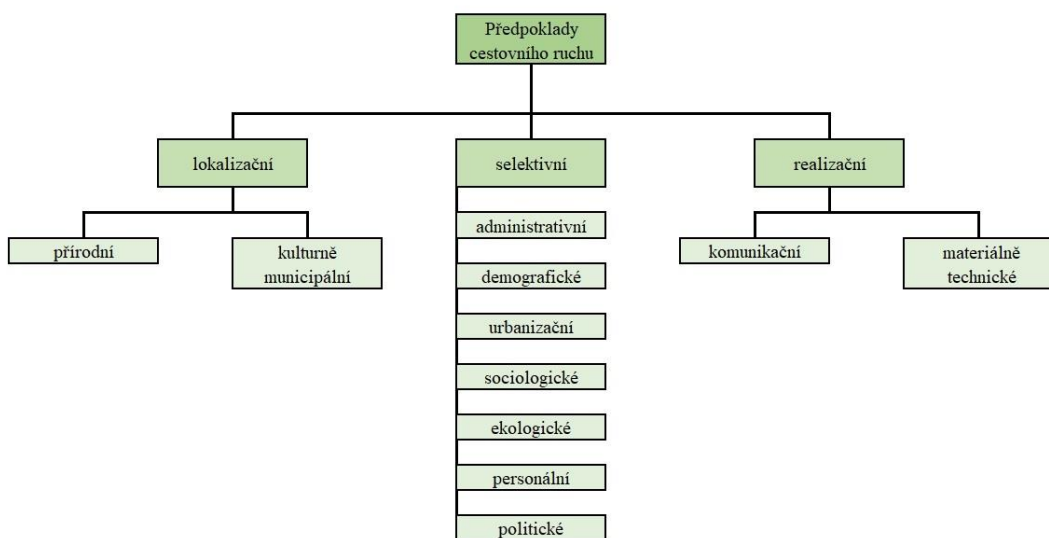 Předpoklady
cestovního ruchu
lokalizační
selektivní
realizační
přírodní
kulturně
municipální
administrativní
demografické
urbanizační
sociologické
ekologické
personální
politické
komunikační
materiálně
technické